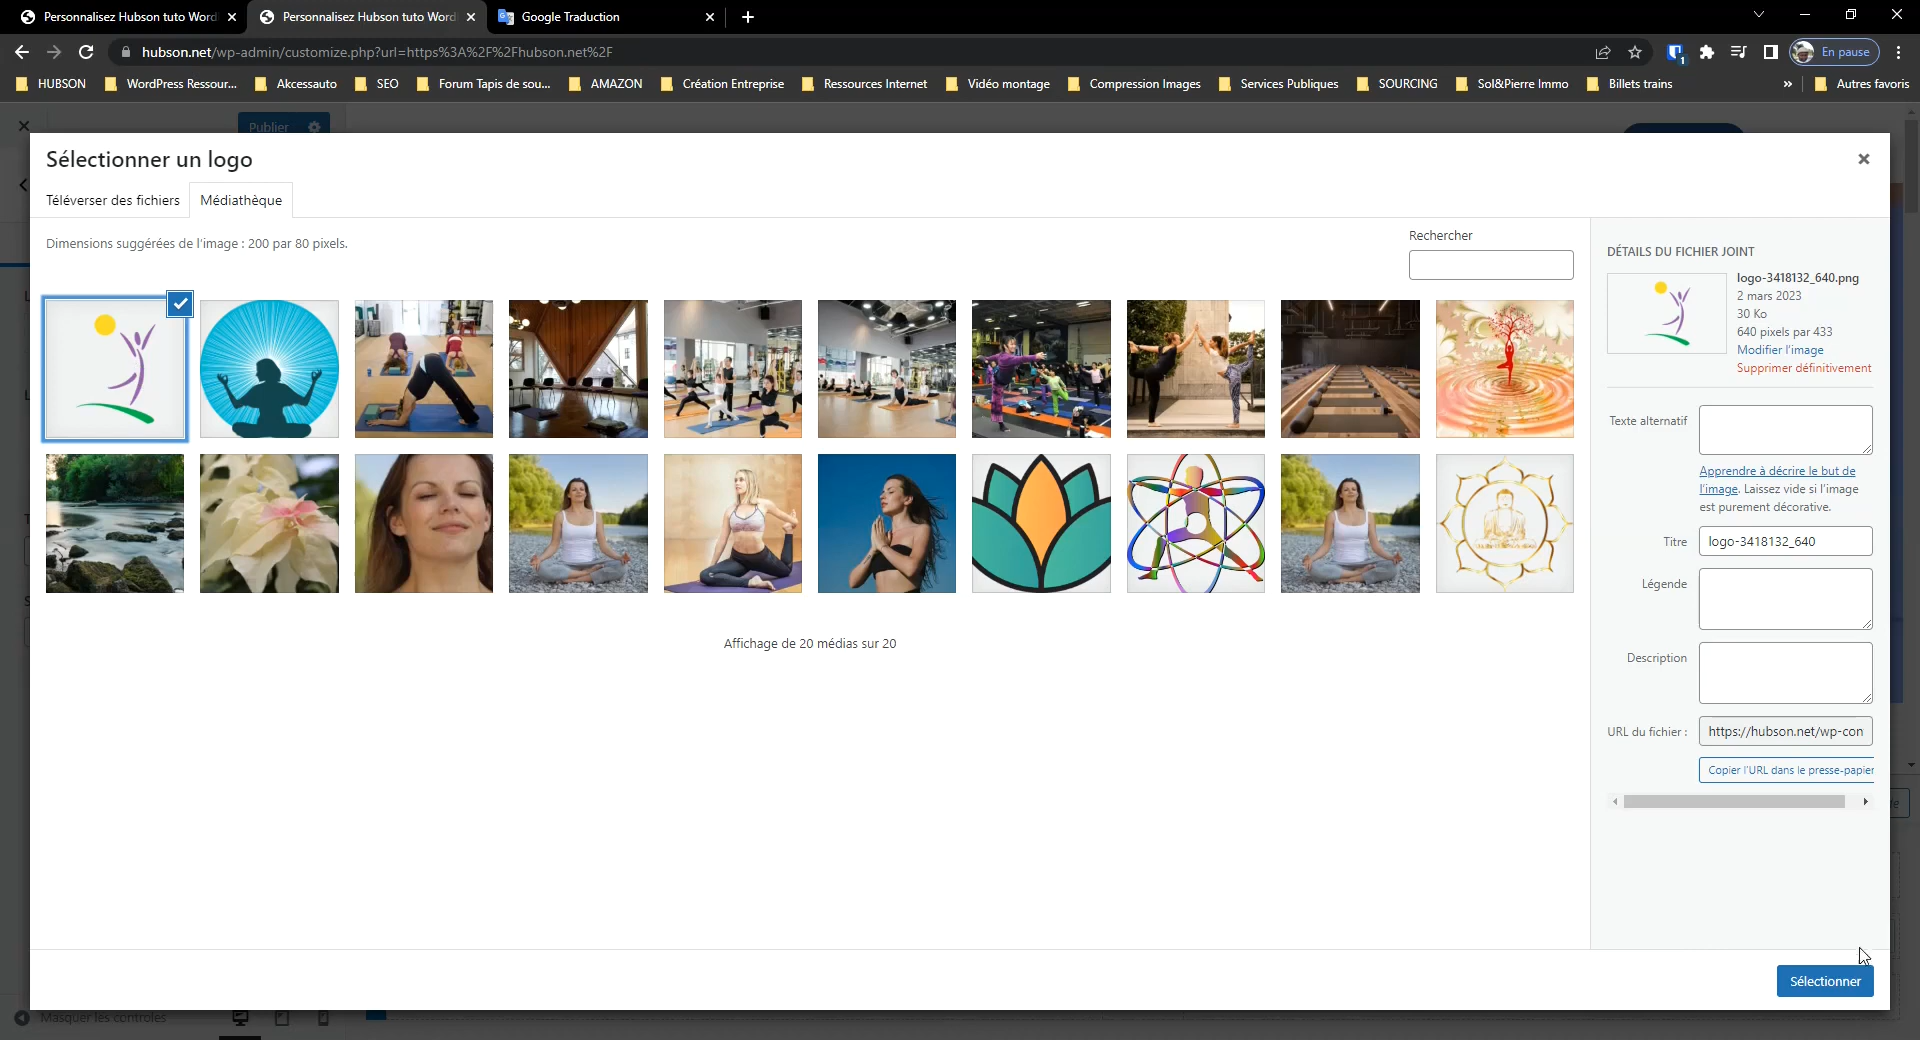 Personnalisez Hubson tuto Word
Personnalisez Hubson tuto Word
Google Traduction
hubson.net/wp-admin/customize.php?url=https%3A%2F%2Fhubson.net%2F
1
En pause
HUBSON
WordPress Ressour...
Akcessauto
SEO
Forum Tapis de sou...
AMAZON
Création Entreprise
Ressources Internet
Vidéo montage
Compression Images
Services Publiques
SOURCING
Sol&Pierre Immo
Billets trains
»
Autres favoris
Publier
Sélectionner un logo
Téléverser des fichiers
Médiathèque
Dimensions suggérées de l'image : 200 par 80 pixels.
Rechercher
Affichage de 20 médias sur 20
DÉTAILS DU FICHIER JOINT
logo-3418132_640.png
2 mars 2023
30 Ko
640 pixels par 433
Modifier l'image
Supprimer définitivement
Texte alternatif
Apprendre à décrire le but de
l'image. Laissez vide si l'image
est purement décorative.
Titre
logo-3418132_640
Légende
Description
URL du fichier :
https://hubson.net/wp-con
Copier l'URL dans le presse-papier
Sélectionner
Masquer les contrôles